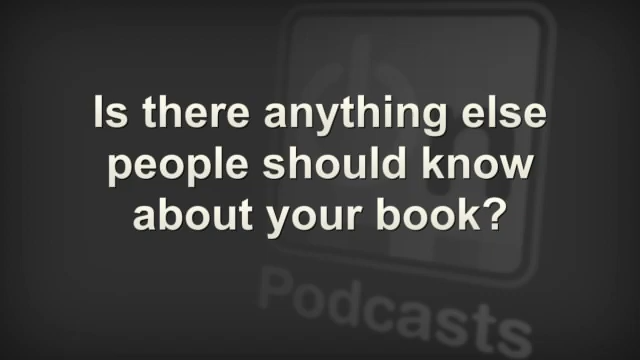 Is there anything else
people should know
about your book?
Podcasts